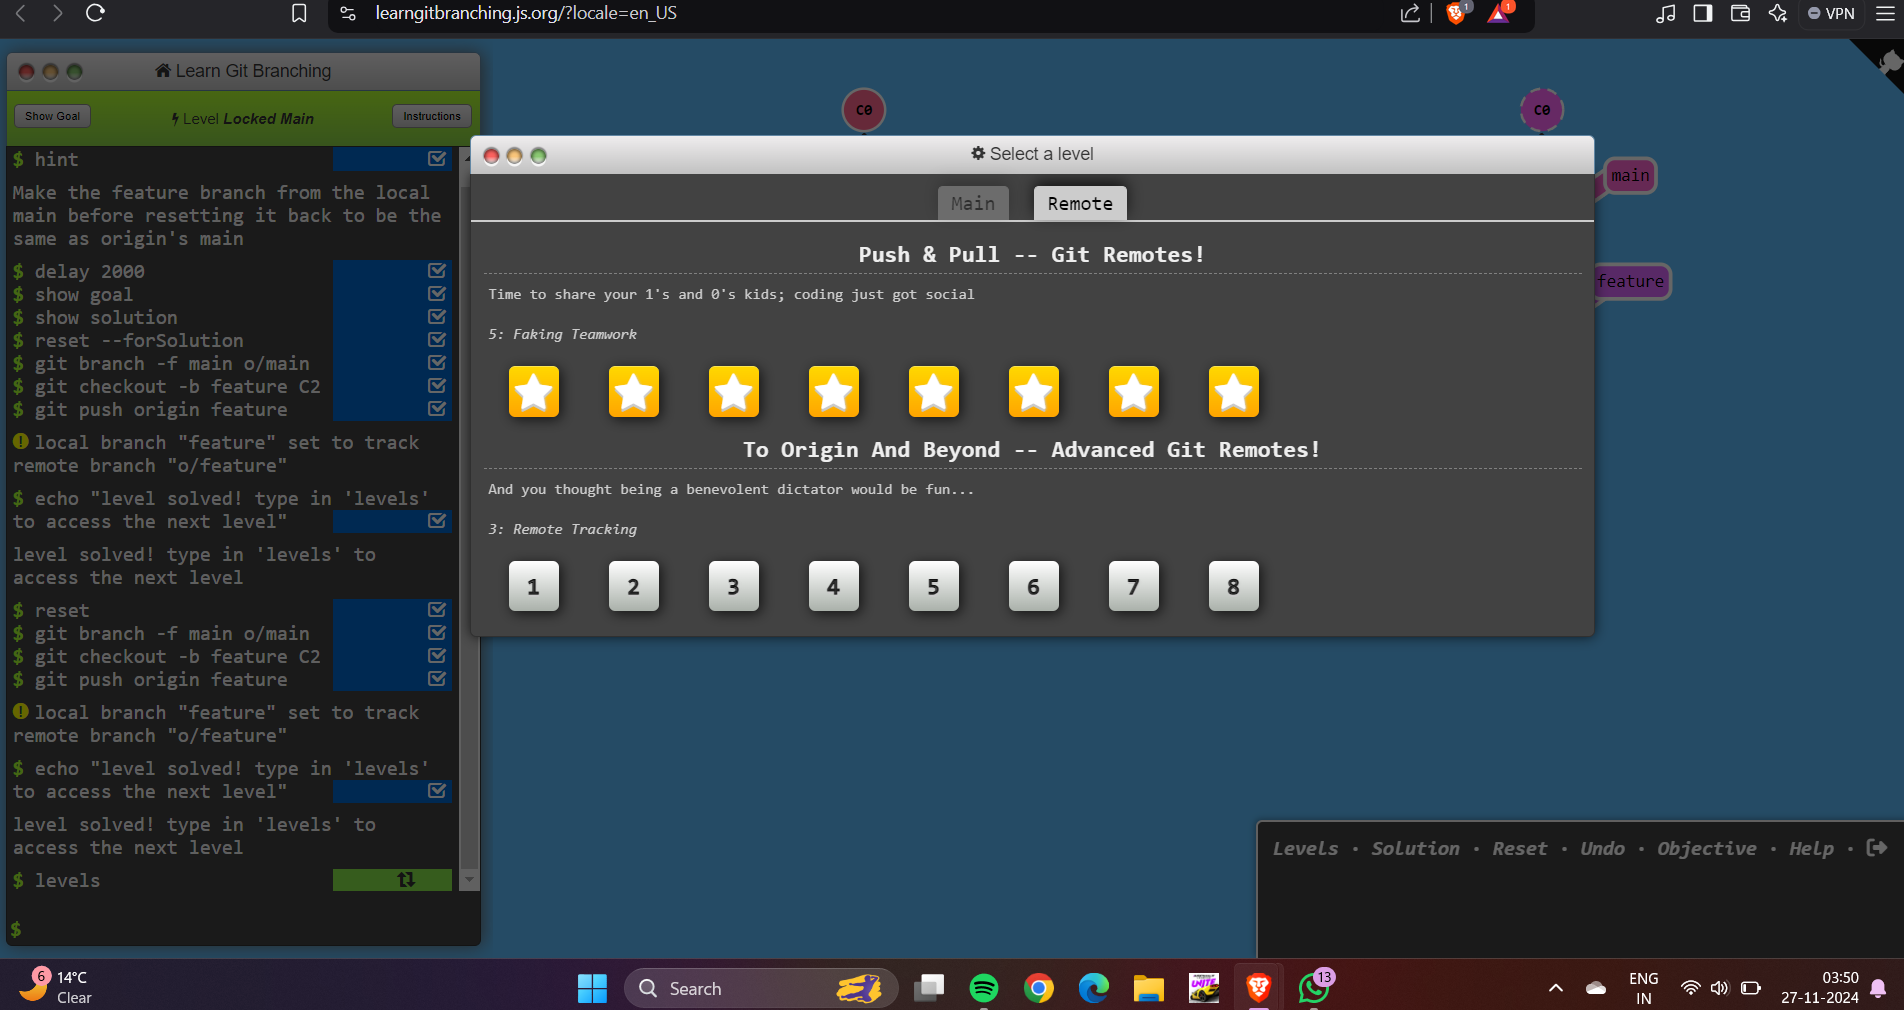 learngitbranching.js.org/?locale=en_US
1
1
VPN
Learn Git Branching
Show Goal
Level Locked Main
Instructions
$ hint
Make the feature branch from the local
main before resetting it back to be the
same as origin's main
$ delay 2000
$ show goal
$ show solution
$ reset --forSolution
$ git branch -f main o/main
$ git checkout -b feature C2
$ git push origin feature
local branch "feature" set to track
remote branch "o/feature"
$ echo "level solved! type in 'levels'
to access the next level"
level solved! type in 'levels' to
access the next level
$ reset
$ git branch -f main o/main
$ git checkout -b feature C2
$ git push origin feature
local branch "feature" set to track
remote branch "o/feature"
$ echo "level solved! type in 'levels'
to access the next level"
level solved! type in 'levels' to
access the next level
$ levels
$
C0
C0
main
feature
Select a level
Main
Remote
Push & Pull -- Git Remotes!
Time to share your 1's and 0's kids; coding just got social
5: Faking Teamwork
To Origin And Beyond -- Advanced Git Remotes!
And you thought being a benevolent dictator would be fun...
3: Remote Tracking
1 2 3 4 5 6 7 8
Levels · Solution · Reset · Undo · Objective · Help ·
6
14°C
Clear
Search
UNITE
13
ENG
IN
03:50
27-11-2024